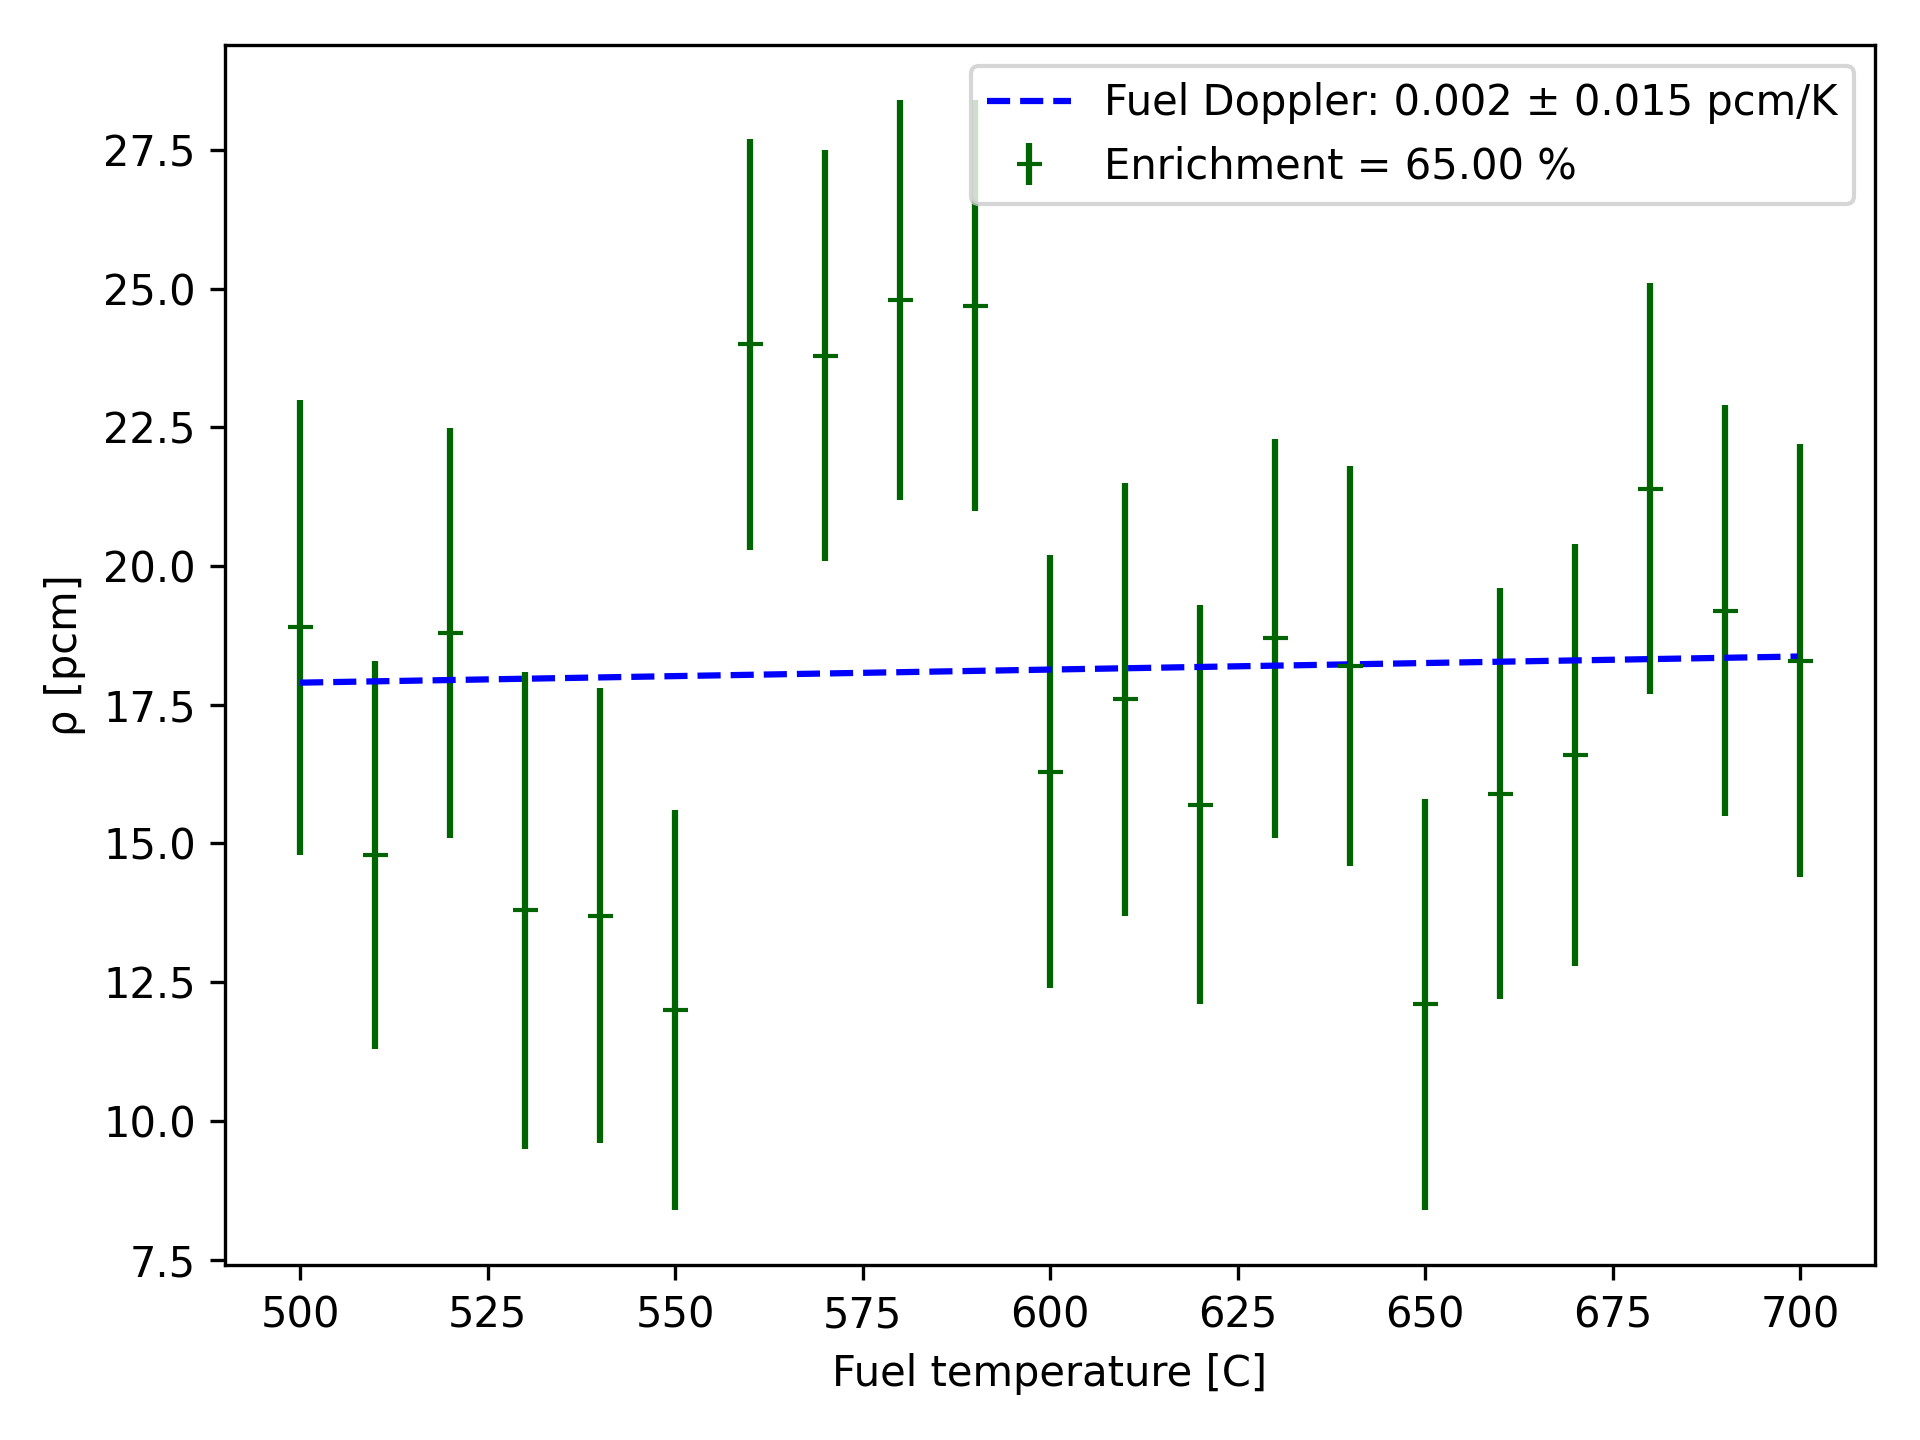 Fuel Doppler: 0.002 ± 0.015 pcm/K
Enrichment = 65.00 %
27.5
25.0
22.5
20.0
17.5
15.0
12.5
10.0
7.5
ρ [pcm]
500 525 550 575 600 625 650 675 700
Fuel temperature [C]